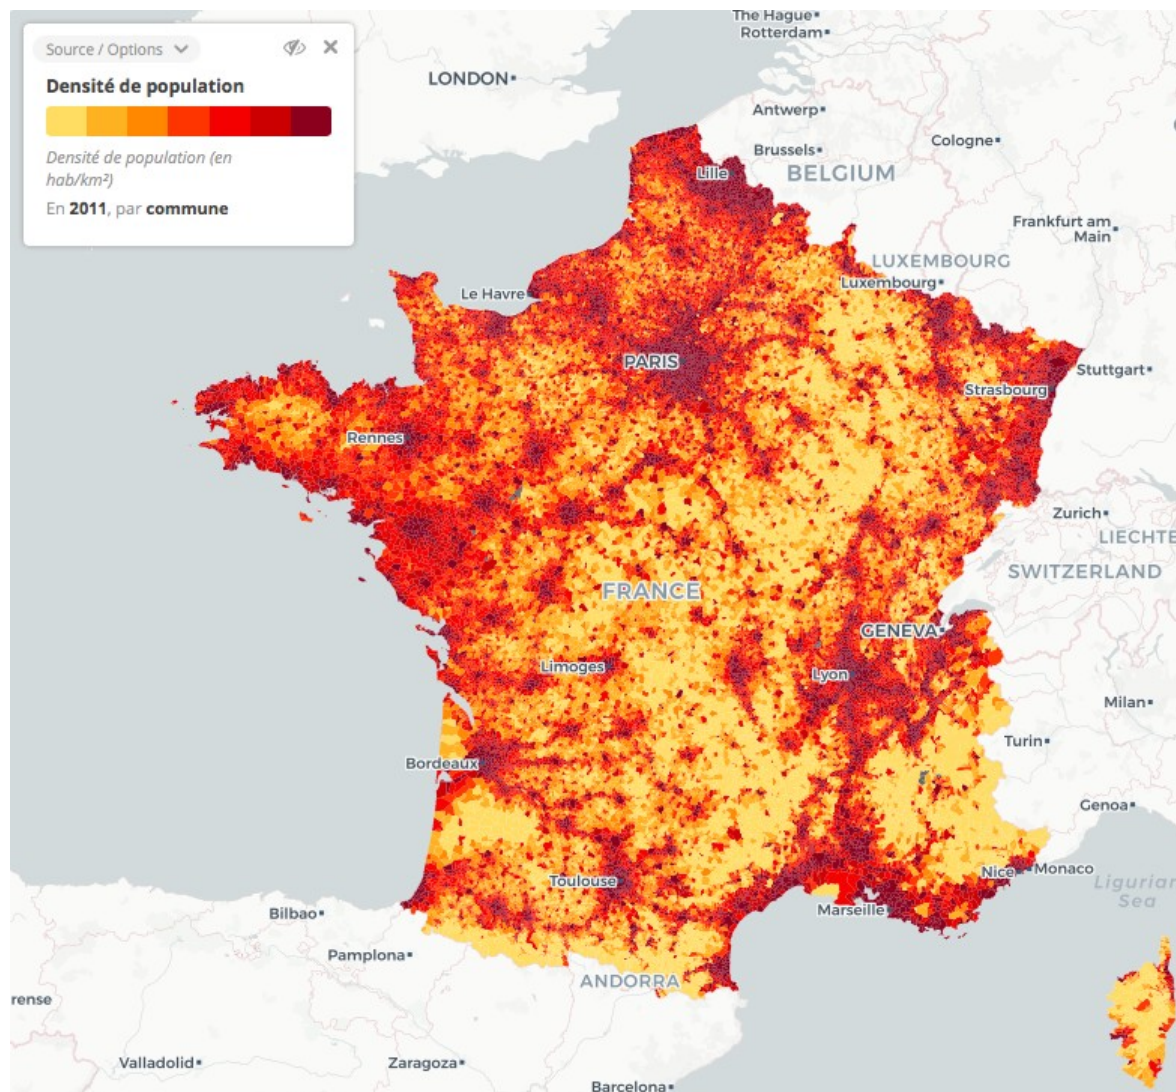 Source / Options
Densité de population
Densité de population (en
hab/km²)
En 2011, par commune
The Hague
Rotterdam
LONDON
Antwerp
Cologne
Brussels
BELGIUM
Lille
Frankfurt am
Main
LUXEMBOURG
Luxembourg
Le Havre
PARIS
Stuttgart
Strasbourg
Rennes
Zurich
LIECHTE
SWITZERLAND
FRANCE
GENEVA
Limoges
Lyon
Milan
Turin
Bordeaux
Genoa
Nice
Monaco
Toulouse
Ligurian
Sea
Marseille
Bilbao
Pamplona
ANDORRA
rense
Valladolid
Zaragoza
Barcelona